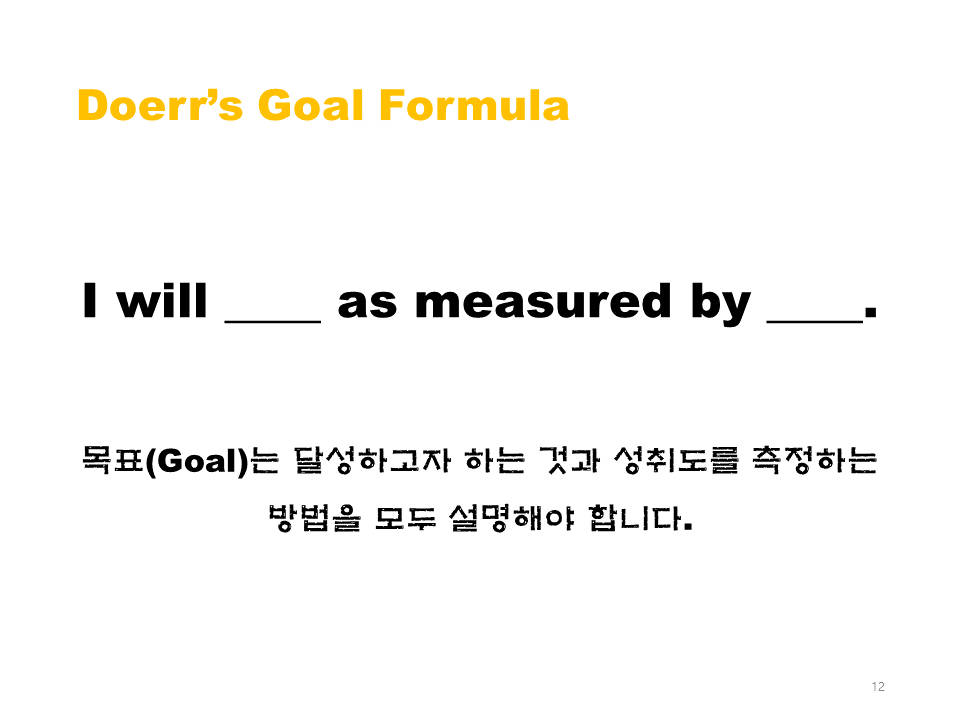 Doerr’s Goal Formula
I will ____ as measured by ____.
목표(Goal)는 달성하고자 하는 것과 성취도를 측정하는
방법을 모두 설명해야 합니다.
12